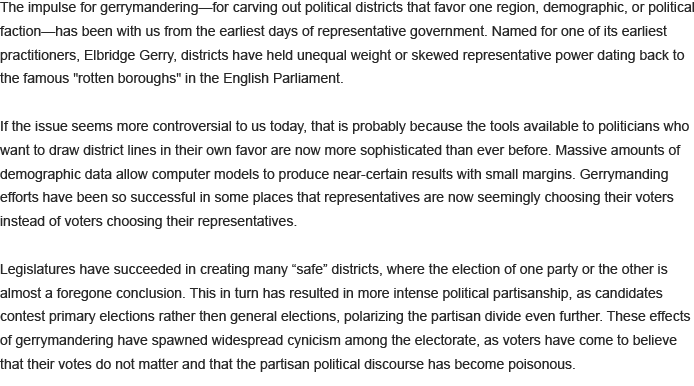 The impulse for gerrymandering—for carving out political districts that favor one region, demographic, or political
faction—has been with us from the earliest days of representative government. Named for one of its earliest
practitioners, Elbridge Gerry, districts have held unequal weight or skewed representative power dating back to
the famous "rotten boroughs" in the English Parliament.

If the issue seems more controversial to us today, that is probably because the tools available to politicians who
want to draw district lines in their own favor are now more sophisticated than ever before. Massive amounts of
demographic data allow computer models to produce near-certain results with small margins. Gerrymanding
efforts have been so successful in some places that representatives are now seemingly choosing their voters
instead of voters choosing their representatives.

Legislatures have succeeded in creating many “safe” districts, where the election of one party or the other is
almost a foregone conclusion. This in turn has resulted in more intense political partisanship, as candidates
contest primary elections rather then general elections, polarizing the partisan divide even further. These effects
of gerrymandering have spawned widespread cynicism among the electorate, as voters have come to believe
that their votes do not matter and that the partisan political discourse has become poisonous.